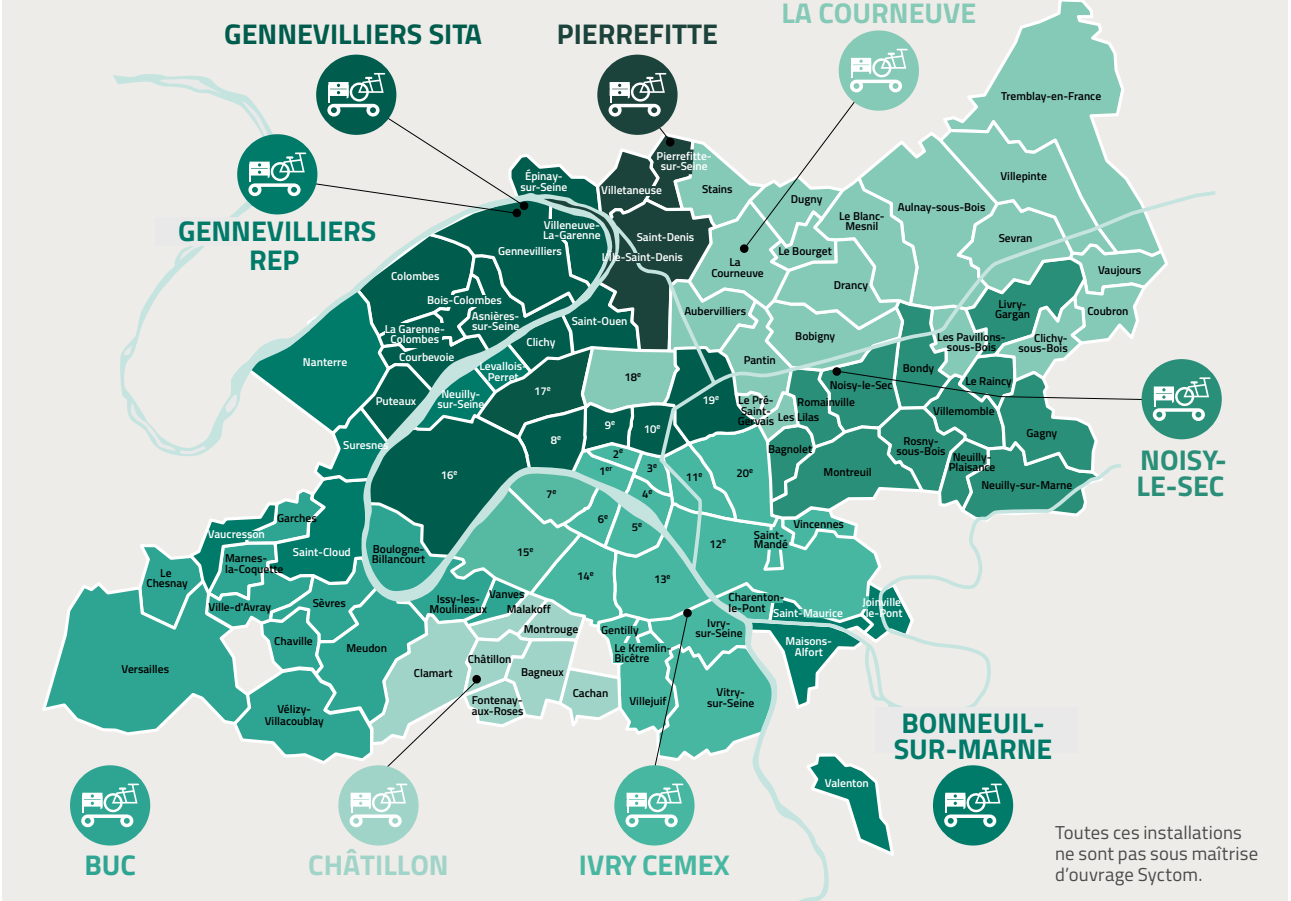 LA COURNEUVE
GENNEVILLIERS SITA
PIERREFITTE
GENNEVILLIERS
REP
Tremblay-en-France
Pierrefitte-
sur-Seine
Épinay-
sur-Seine
Villetaneuse
Stains
Dugny
Villepinte
Aulnay-sous-Bois
Le Blanc-
Mesnil
Villeneuve-
La-Garenne
Saint-Denis
Sevran
Gennevilliers
L'Île-Saint-Denis
Le Bourget
La
Courneuve
Vaujours
Colombes
Drancy
Bois-Colombes
Livry-
Gargan
Coubron
Asnières-
sur-Seine
Saint-Ouen
Aubervilliers
La Garenne-
Colombes
Bobigny
Les Pavillons-
sous-Bois
Clichy-
sous-Bois
Clichy
Courbevoie
Nanterre
Levallois-
Perret
Pantin
Bondy
18e
Noisy-le-Sec
Le Raincy
17e
Puteaux
Neuilly-
sur-Seine
19e
Le Pré-
Saint-
Gervais
Romainville
Les Lilas
Villemomble
9e
10e
8e
Gagny
Suresnes
Bagnolet
Rosny-
sous-Bois
2e
Neuilly-
Plaisance
NOISY-
LE-SEC
1er
3e
16e
11e
20e
Montreuil
Neuilly-sur-Marne
7e
4e
Garches
6e
5e
Vincennes
Vaucresson
Saint-Cloud
Boulogne-
Billancourt
15e
12e
Saint-
Mandé
Marnes-
la-Coquette
Le
Chesnay
14e
13e
Ville-d'Avray
Sèvres
Issy-les-
Moulineaux
Vanves
Malakoff
Charenton-
le-Pont
Saint-Maurice
Joinville
-le-Pont
Montrouge
Gentilly
Ivry-
sur-Seine
Chaville
Meudon
Le Kremlin-
Bicêtre
Maisons-
Alfort
Versailles
Clamart
Châtillon
Bagneux
Cachan
Villejuif
Vitry-
sur-Seine
Fontenay-
aux-Roses
Vélizy-
Villacoublay
BONNEUIL-
SUR-MARNE
Valenton
BUC
CHÂTILLON
IVRY CEMEX
Toutes ces installations
ne sont pas sous maîtrise
d'ouvrage Syctom.